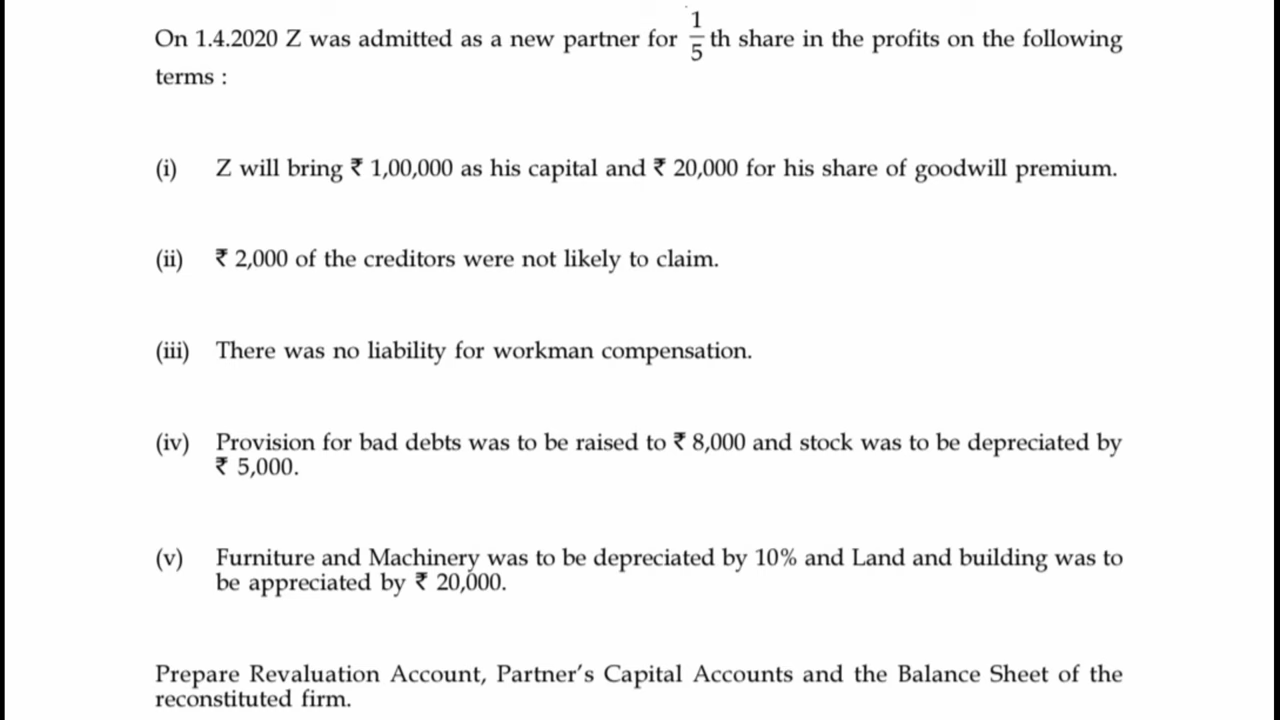 On 1.4.2020 Z was admitted as a new partner for 1/5 th share in the profits on the following
terms :
(i) Z will bring ₹ 1,00,000 as his capital and ₹ 20,000 for his share of goodwill premium.
(ii) ₹ 2,000 of the creditors were not likely to claim.
(iii) There was no liability for workman compensation.
(iv) Provision for bad debts was to be raised to ₹ 8,000 and stock was to be depreciated by
₹ 5,000.
(v) Furniture and Machinery was to be depreciated by 10% and Land and building was to
be appreciated by ₹ 20,000.
Prepare Revaluation Account, Partner's Capital Accounts and the Balance Sheet of the
reconstituted firm.